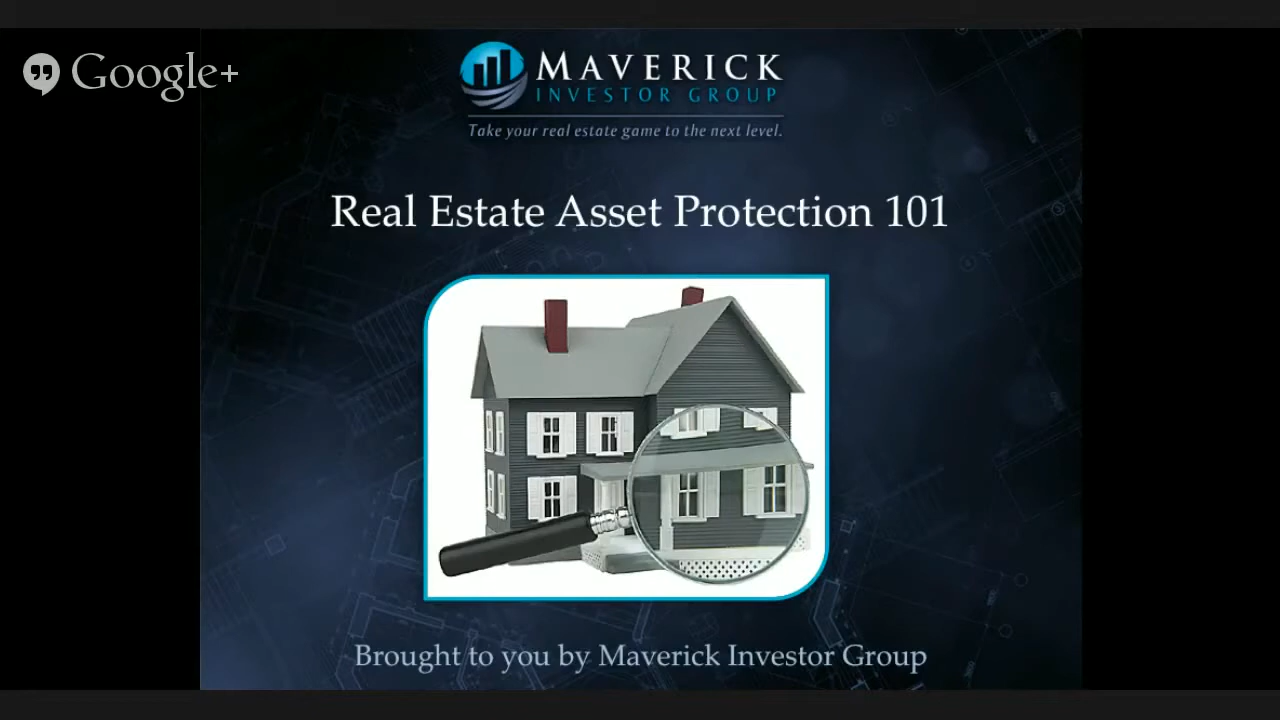 Google+
MAVERICK
INVESTOR GROUP
Take your real estate game to the next level.
Real Estate Asset Protection 101
Brought to you by Maverick Investor Group